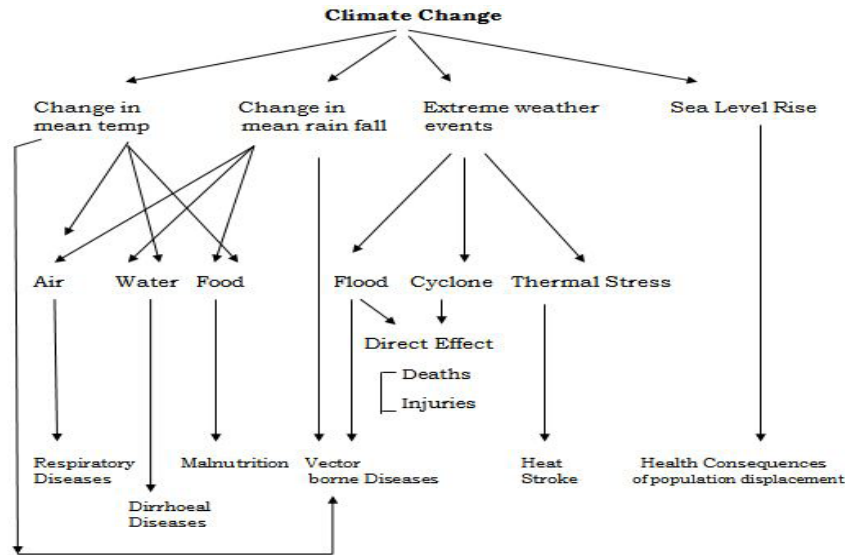 Climate Change
Change in
mean temp
Change in
mean rain fall
Extreme weather
events
Sea Level Rise
Air
Water
Food
Flood
Cyclone
Thermal Stress
Direct Effect
Deaths
Injuries
Respiratory
Diseases
Malnutrition
Vector
borne Diseases
Heat
Stroke
Health Consequences
of population displacement
Dirrhoeal
Diseases